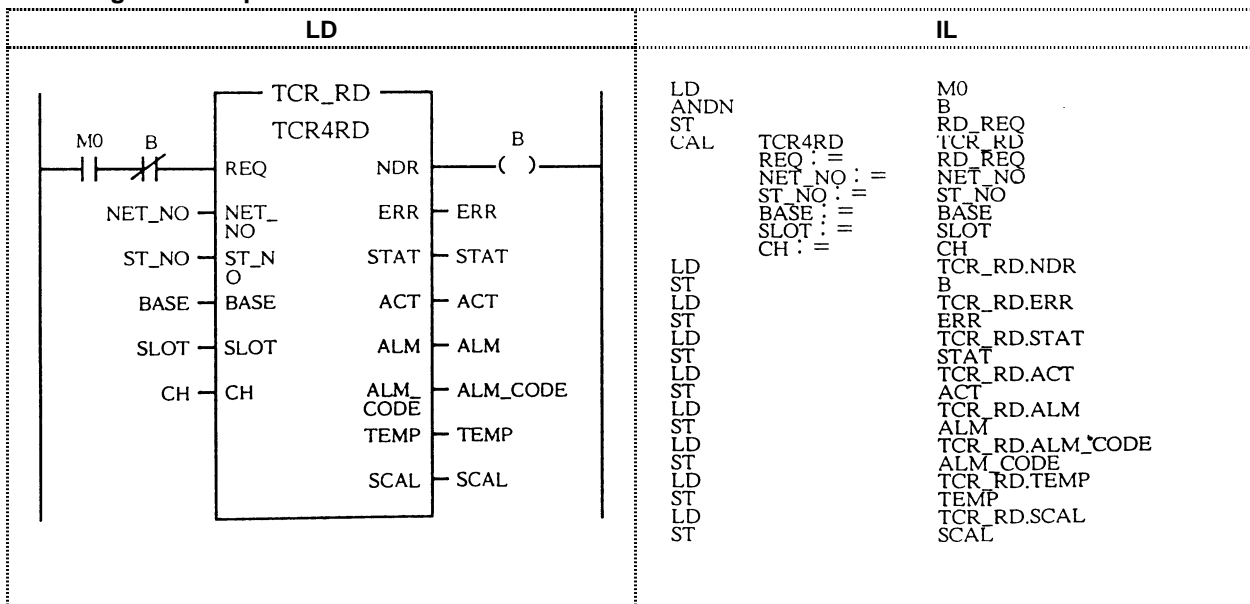 LD
IL
TCR_RD
TCR4RD
M0 B B
REQ NDR
NET_NO NET_ ERR ERR
NO
ST_NO ST_N STAT STAT
O
BASE BASE ACT ACT
SLOT SLOT ALM ALM
CH CH ALM_ ALM_CODE
CODE
TEMP TEMP
SCAL SCAL
LD M0
ANDN B
ST RD_REQ
CAL TCR4RD TCR_RD
REQ : = RD_REQ
NET_NO : = NET_NO
ST_NO : = ST_NO
BASE : = BASE
SLOT : = SLOT
CH : = CH
LD TCR_RD.NDR
ST B
LD TCR_RD.ERR
ST ERR
LD TCR_RD.STAT
ST STAT
LD TCR_RD.ACT
ST ACT
LD TCR_RD.ALM
ST ALM
LD TCR_RD.ALM_CODE
ST ALM_CODE
LD TCR_RD.TEMP
ST TEMP
LD TCR_RD.SCAL
ST SCAL